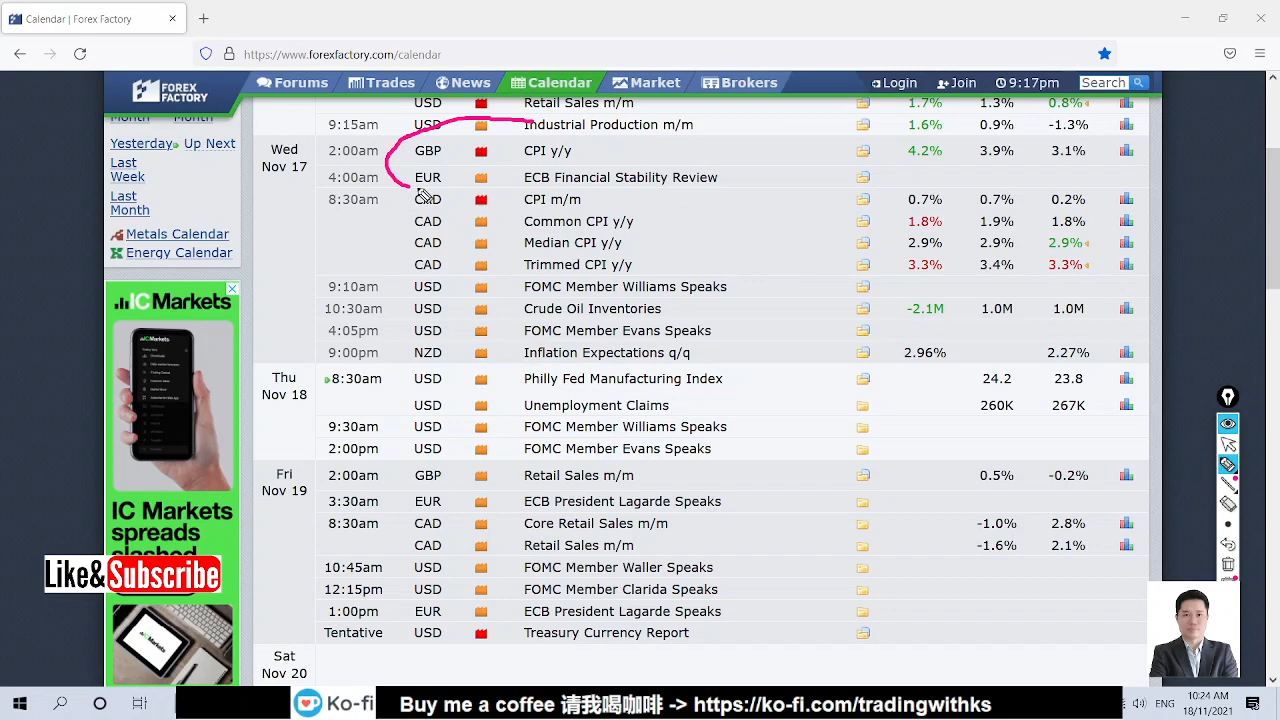 Calendar | Forex Factory
https://www.forexfactory.com/calendar
FOREX FACTORY Forums Trades News Calendar Market Brokers Login Join 9:17pm Search
Month Month
Yesterday Up Next
Last Week
Last Month
Metals Calendar
Energy Calendar
USD Retail Sales m/m 1.7% 1.3% 0.8%
9:15am USD Industrial Production m/m 1.6% 0.9% -1.3%
Wed Nov 17 2:00am GBP CPI y/y 4.2% 3.9% 3.1%
4:00am EUR ECB Financial Stability Review
8:30am CPI m/m 0.7% 0.7% 0.2%
CAD Common CPI y/y 1.8% 1.9% 1.8%
CAD Median CPI y/y 2.9% 2.9% 2.9%
CAD Trimmed CPI y/y 3.3% 3.4% 3.3%
9:10am USD FOMC Member Williams Speaks
10:30am USD Crude Oil Inventories -2.1M 1.0M 1.0M
4:05pm USD FOMC Member Evans Speaks
9:00pm Inflation Expectations q/q
Thu Nov 18 8:30am USD Philly Fed Manufacturing Index 24.2 23.8
Unemployment Claims 260K 267K
USD FOMC Member Williams Speaks
2:00pm USD FOMC Member Evans Speaks
Fri Nov 19 2:00am GBP Retail Sales m/m 0.5% -0.2%
3:30am EUR ECB President Lagarde Speaks
8:30am CAD Core Retail Sales m/m -1.0% 2.8%
CAD Retail Sales m/m -1.6% 2.1%
10:45am USD FOMC Member Waller Speaks
12:15pm USD FOMC Member Clarida Speaks
1:00pm EUR ECB President Lagarde Speaks
entative USD Treasury Currency Report
Sat Nov 20
IC Markets
IC Markets
spreads
slashed
Like& Subscribe
Ko-fi Buy me a coffee 请我喝咖啡 -> https://ko-fi.com/tradingwithks
ENG
10:24 AM
18/11/2021